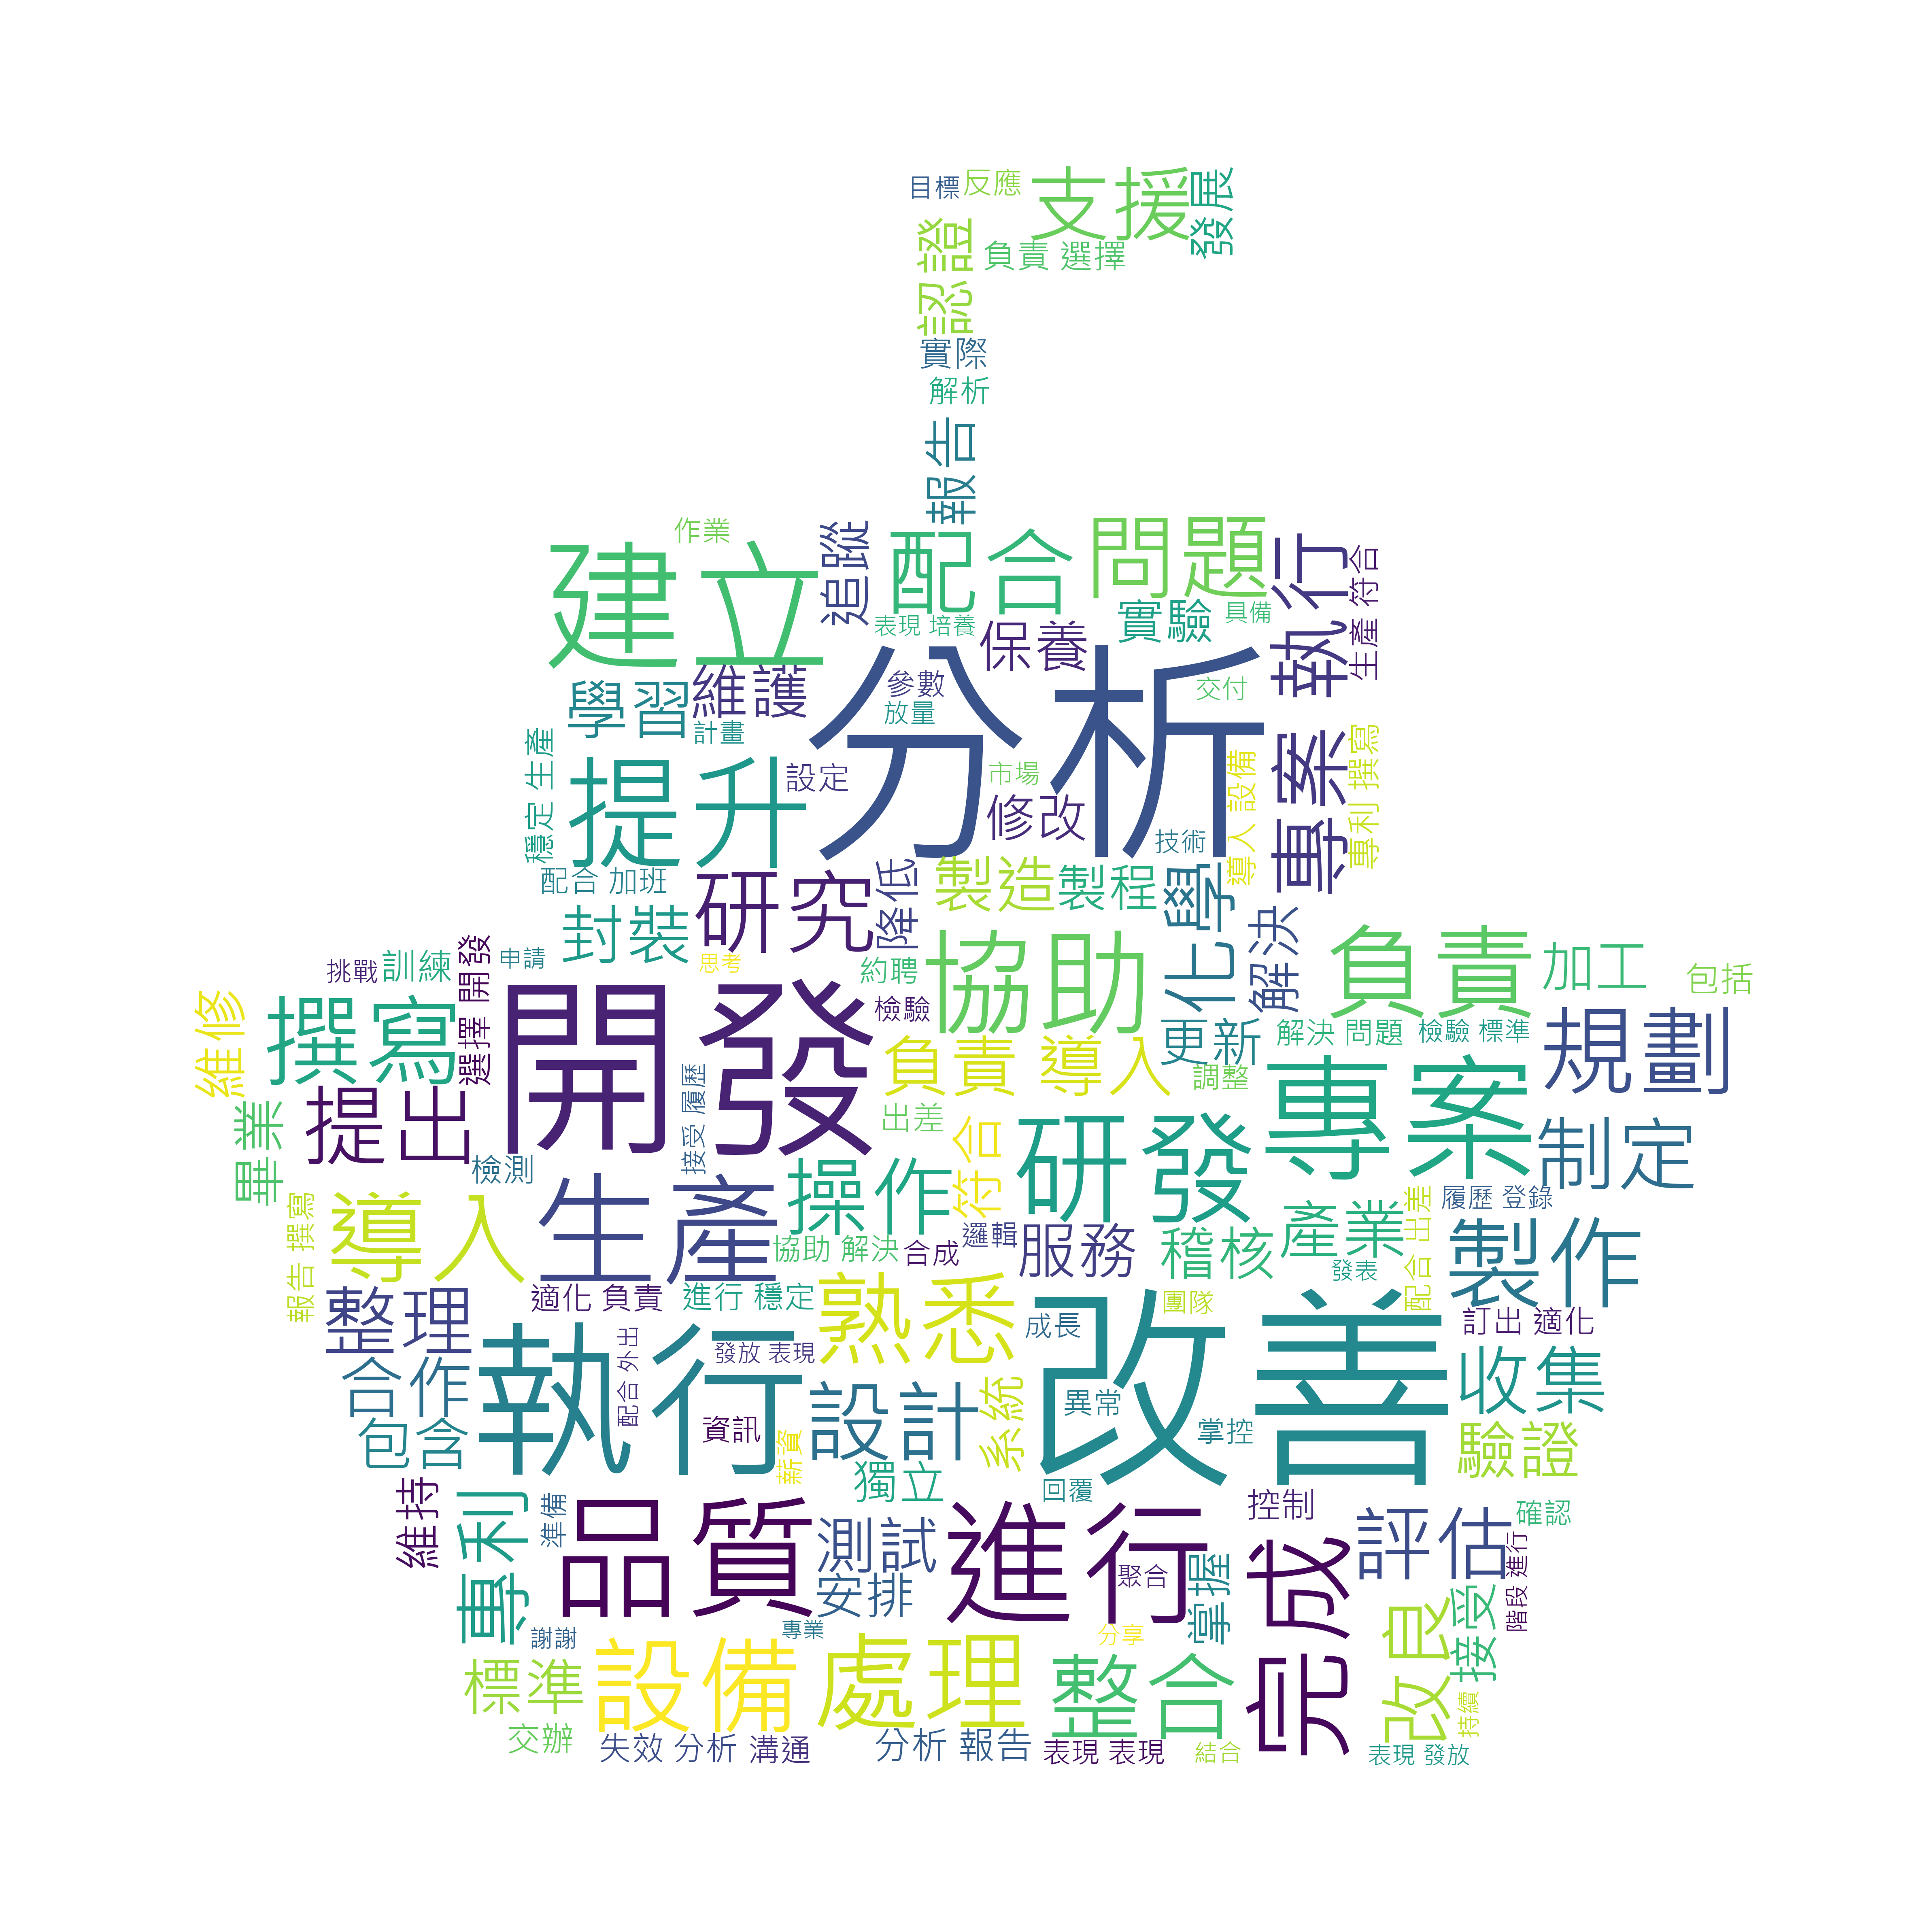 目標
反應
支援
發展
認證
負責 選擇
實際
解析
報告
作業
建立
追蹤
配合
問題
執行
生產 符合
表現 培養
保養
實驗
具備
分析
學習
維護
參數
放量
計畫
交付
穩定 生產
提升
設定
市場
修改
導入 設備
專案
專利 撰寫
技術
配合 加班
研究
降低
製造
製程
化學
封裝
解決
挑戰
訓練
選擇 開發
申請
思考
約聘
協助
負責
加工
包括
維修
撰寫
開發
檢驗
更新
解決 問題
檢驗 標準
規劃
畢業
提出
接受 履歷
負責 導入
調整
專案
出差
符合
研發
制定
檢測
報告 撰寫
導入
生產
操作
協助 解決
合成
邏輯
服務
稽核
產業
配合 出差
履歷 登錄
製作
發表
整理
適化 負責
進行 穩定
熟悉
成長
團隊
改善
訂出 適化
合作
執行
配合 外出
發放 表現
設計
系統
異常
收集
包含
資訊
薪資
掌控
驗證
維持
專利
準備
獨立
回覆
控制
品質
測試
進行
完成
評估
確認
安排
聚合
掌握
改良
接受
階段 進行
謝謝
專業
分享
標準
設備
處理
整合
持續
交辦
失效 分析
溝通
分析 報告
表現 表現
結合
表現 發放